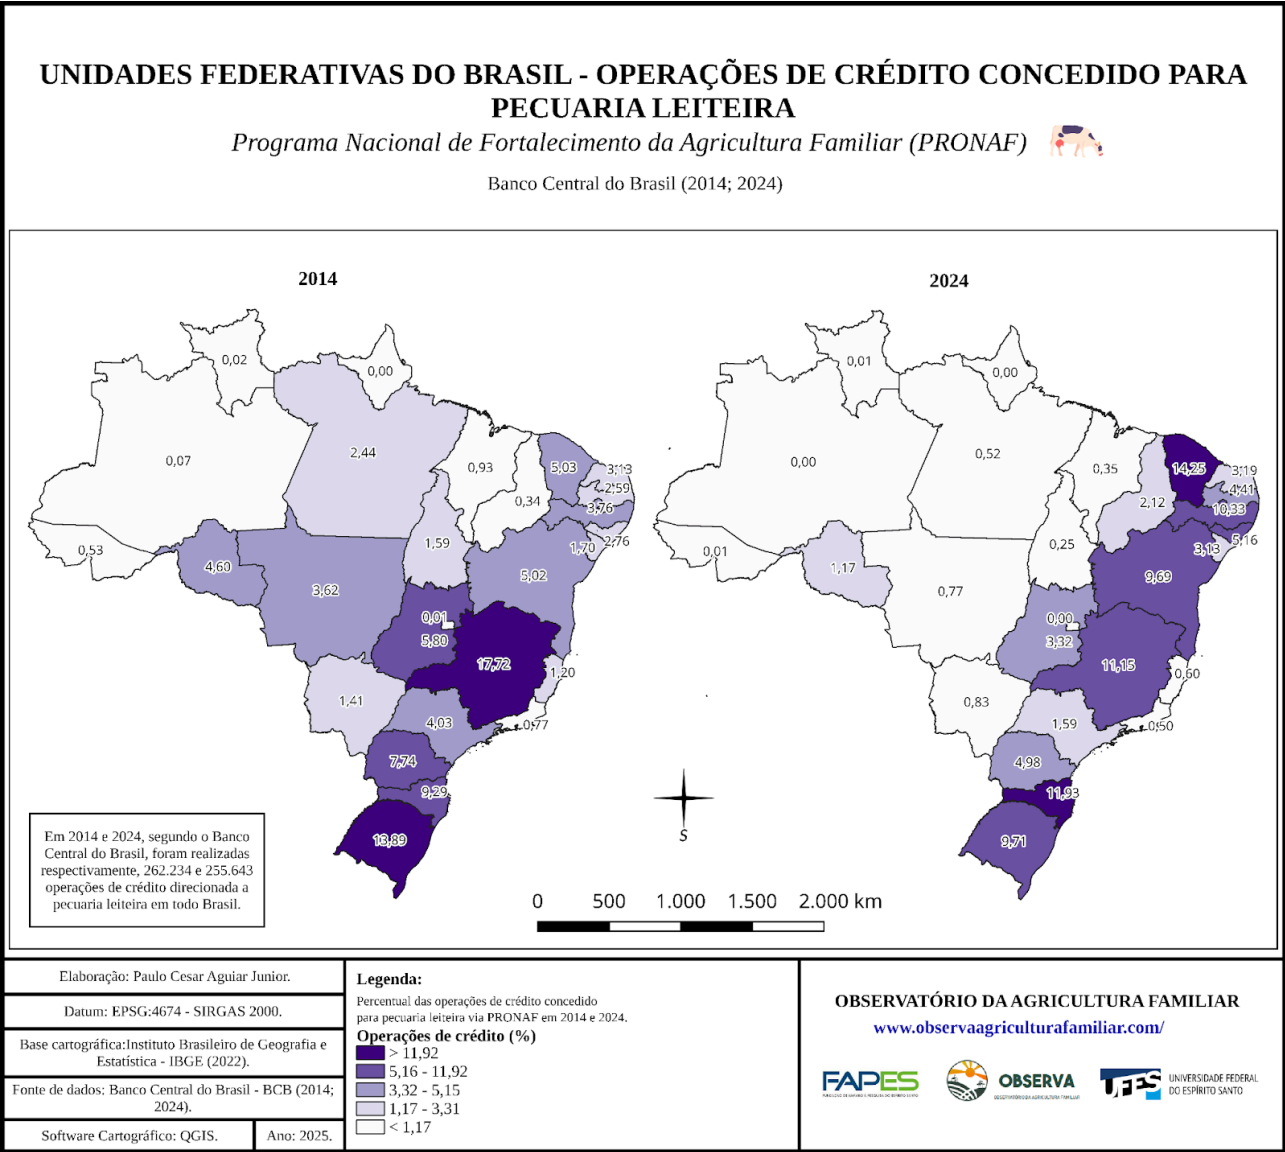 UNIDADES FEDERATIVAS DO BRASIL - OPERAÇÕES DE CRÉDITO CONCEDIDO PARA
PECUARIA LEITEIRA
Programa Nacional de Fortalecimento da Agricultura Familiar (PRONAF)
Banco Central do Brasil (2014; 2024)
2014
0,02
0,00
0,07
2,44
0,93
0,34
5,03
3,13
2,59
3,76
2,76
1,70
0,53
4,60
3,62
1,59
5,02
0,01
5,80
17,72
1,20
1,41
4,03
0,77
7,74
9,29
13,89
2024
0,01
0,00
0,00
0,52
0,35
2,12
14,25
3,19
4,41
10,33
5,16
3,13
0,01
1,17
0,77
0,25
9,69
0,00
3,32
11,15
0,60
0,83
1,59
0,50
4,98
11,93
9,71
S
Em 2014 e 2024, segundo o Banco
Central do Brasil, foram realizadas
respectivamente, 262.234 e 255.643
operações de crédito direcionada a
pecuaria leiteira em todo Brasil.
0 500 1.000 1.500 2.000 km
Elaboração: Paulo Cesar Aguiar Junior.
Datum: EPSG:4674 - SIRGAS 2000.
Base cartográfica:Instituto Brasileiro de Geografia e
Estatística - IBGE (2022).
Fonte de dados: Banco Central do Brasil - BCB (2014;
2024).
Software Cartográfico: QGIS.
Ano: 2025.
Legenda:
Percentual das operações de crédito concedido
para pecuaria leiteira via PRONAF em 2014 e 2024.
Operações de crédito (%)
> 11,92
5,16 - 11,92
3,32 - 5,15
1,17 - 3,31
< 1,17
OBSERVATÓRIO DA AGRICULTURA FAMILIAR
www.observaagriculturafamiliar.com/
FAPES
OBSERVA
OBSERVATÓRIO DA AGRICULTURA FAMILIAR
UFES
UNIVERSIDADE FEDERAL
DO ESPÍRITO SANTO